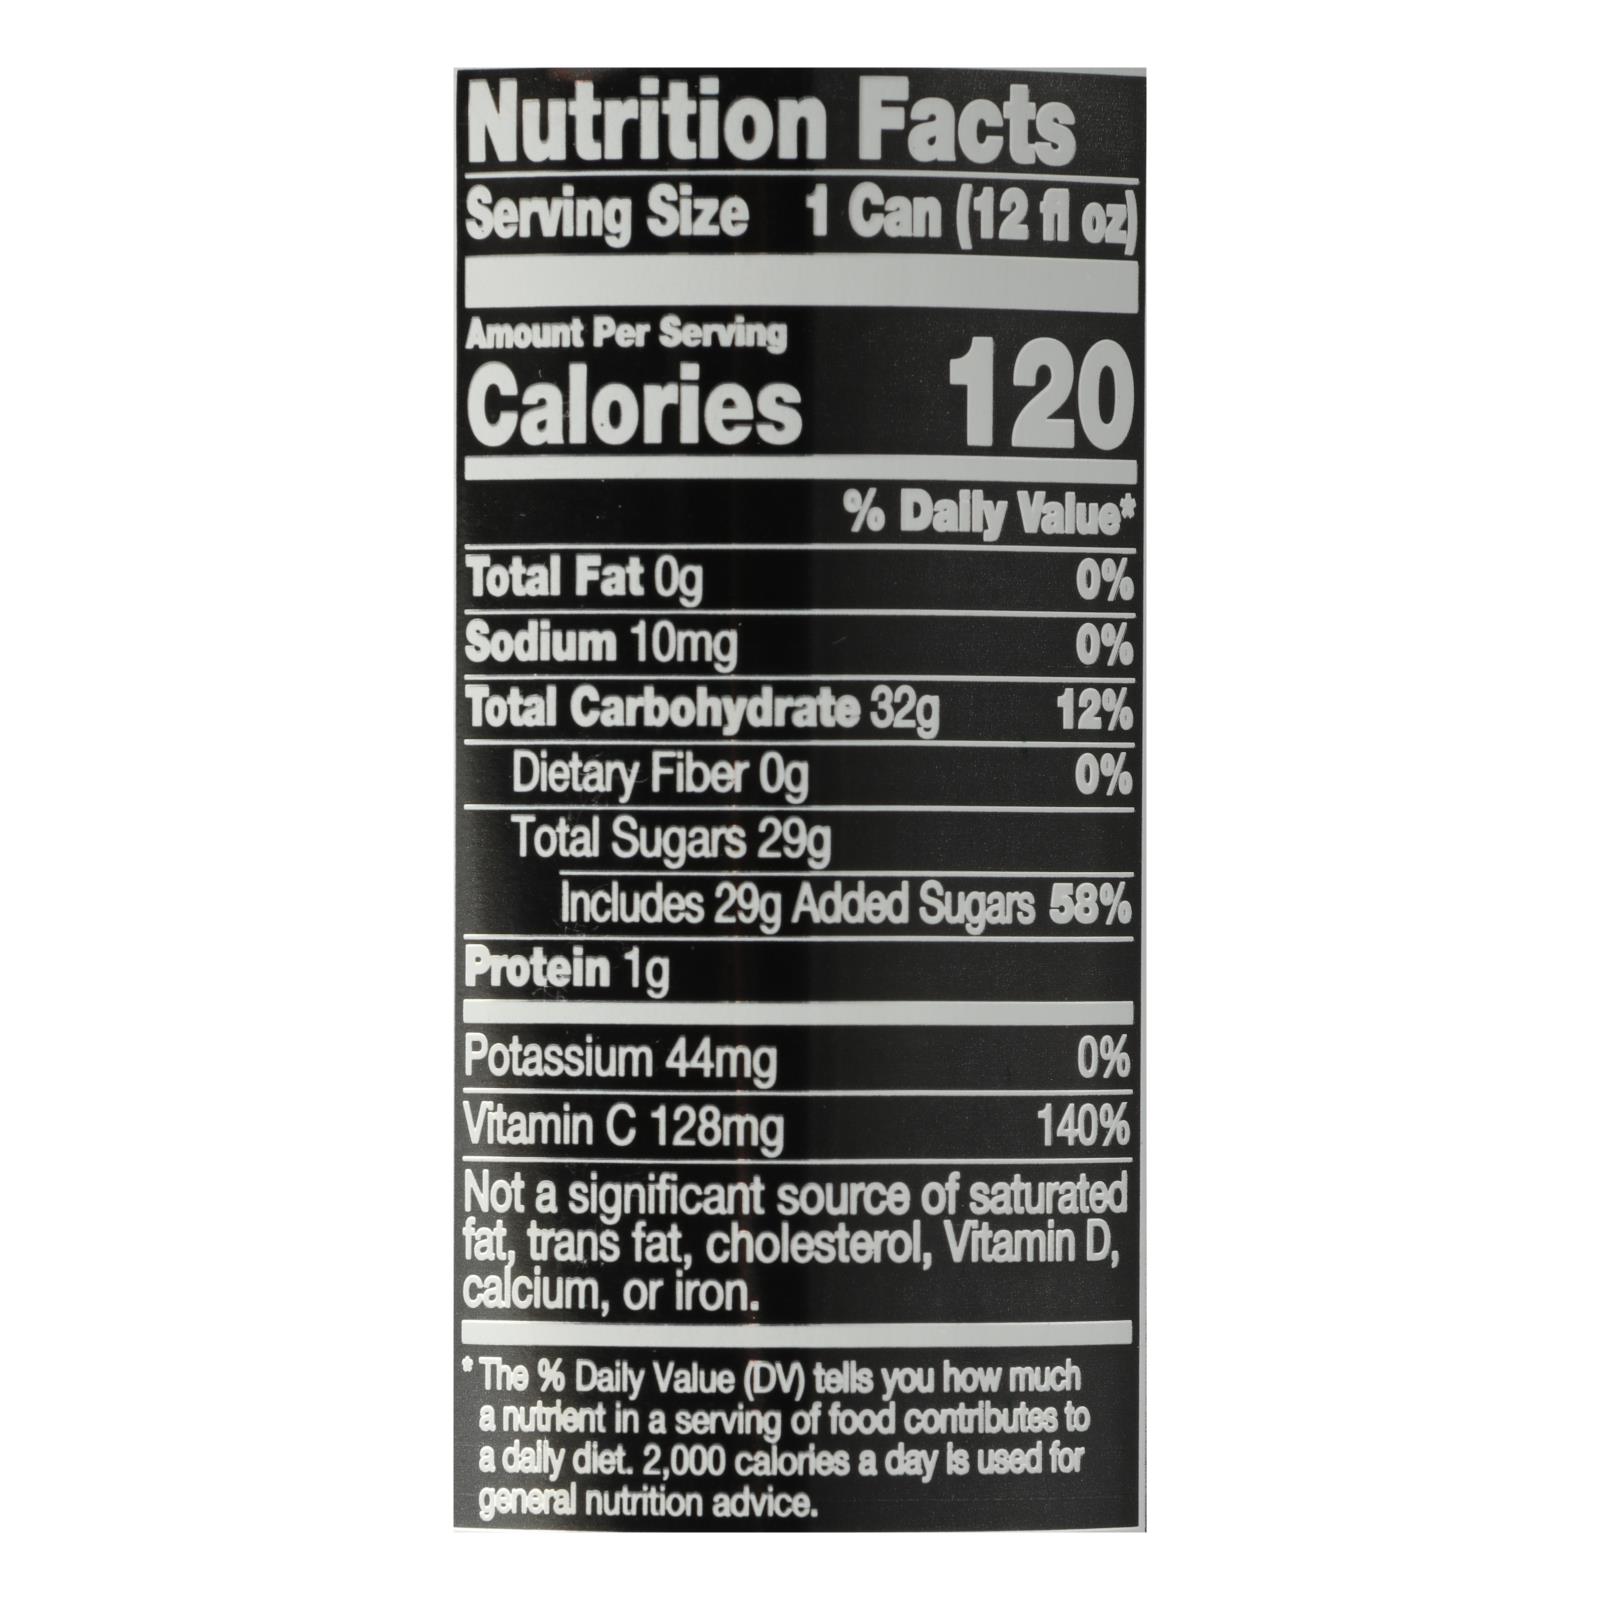 Nutrition Facts
Serving Size 1 Can (12 fl oz)
Amount Per Serving
Calories 120
% Daily Value*
Total Fat 0g 0%
Sodium 10mg 0%
Total Carbohydrate 32g 12%
Dietary Fiber 0g 0%
Total Sugars 29g
Includes 29g Added Sugars 58%
Protein 1g
Potassium 44mg 0%
Vitamin C 128mg 140%
Not a significant source of saturated
fat, trans fat, cholesterol, Vitamin D,
calcium, or iron.
* The % Daily Value (DV) tells you how much
a nutrient in a serving of food contributes to
a daily diet. 2,000 calories a day is used for
general nutrition advice.